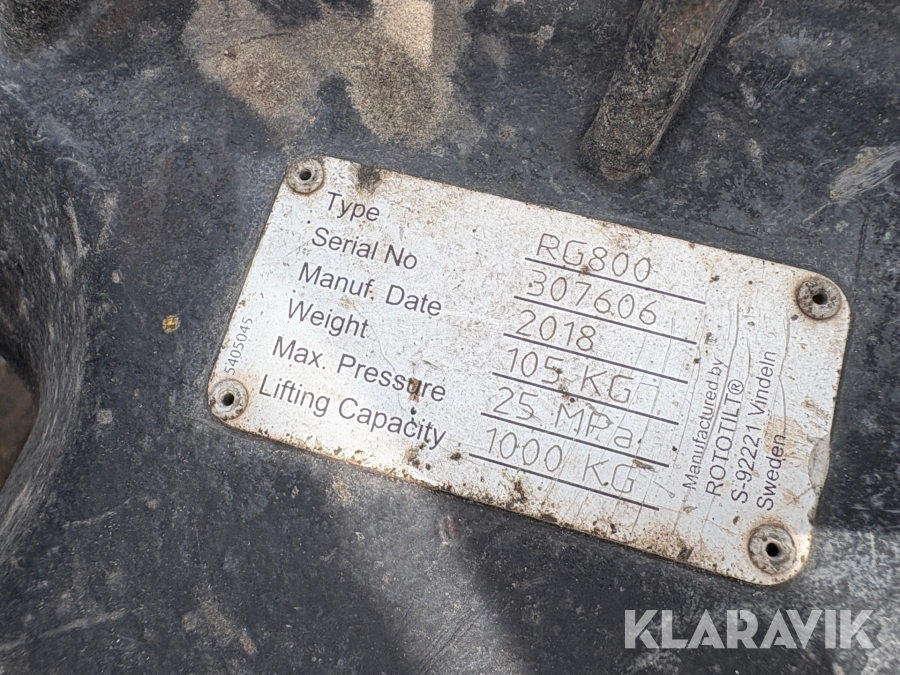 Type RG800
Serial No 307606
Manuf. Date 2018
Weight 105 KG
Max. Pressure 25 MPa
Lifting Capacity 1000 KG
5405045
Manufactured by
ROTOTILT®
S-92221 Vindeln
Sweden
KLARAVIK